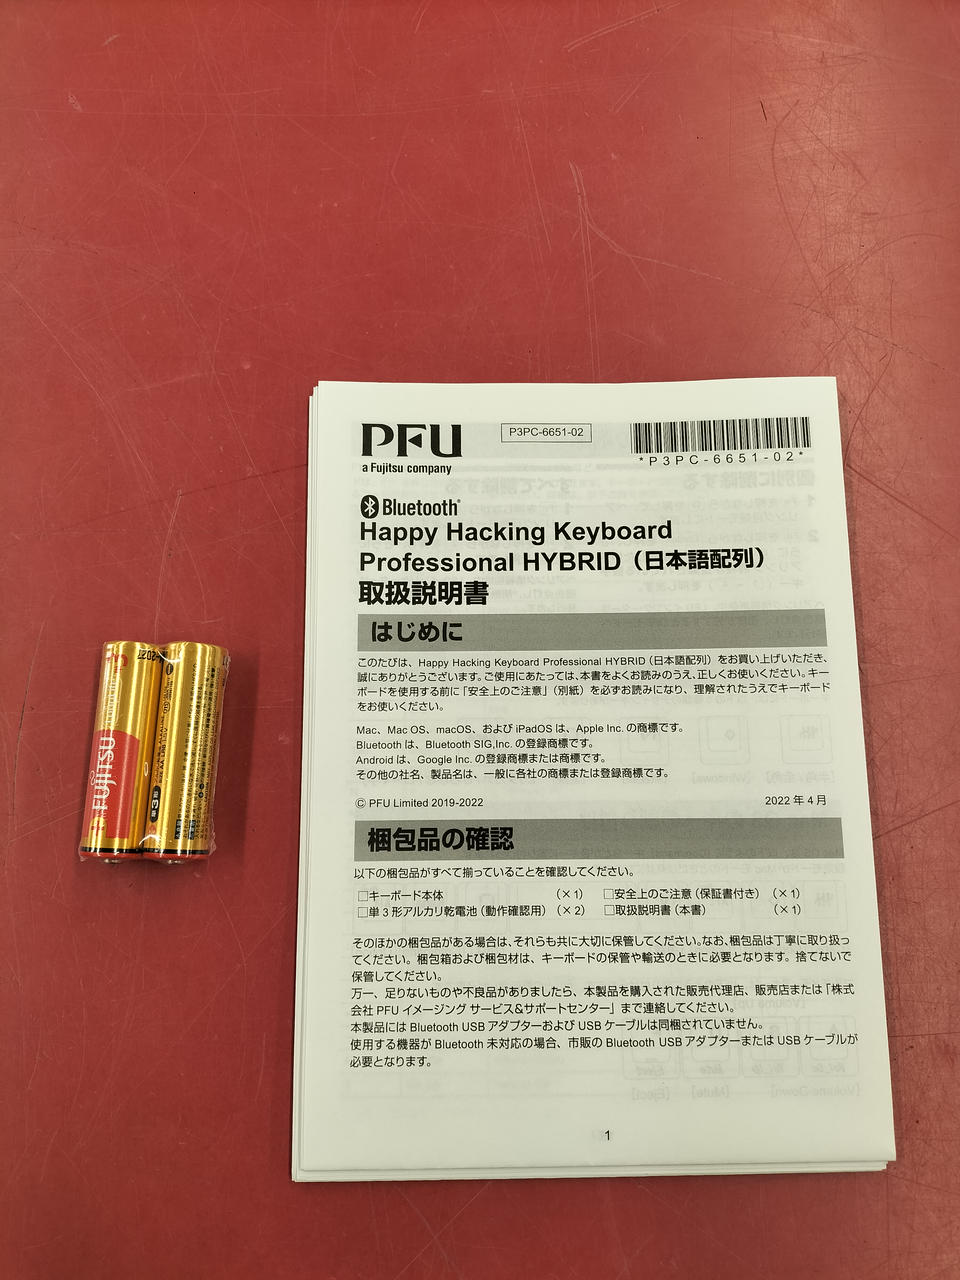 PFU
a Fujitsu company
P3PC-6651-02
*P3PC-6651-02*
Bluetooth®
Happy Hacking Keyboard
Professional HYBRID（日本語配列）
取扱説明書
はじめに
このたびは、Happy Hacking Keyboard Professional HYBRID（日本語配列）をお買い上げいただき、
誠にありがとうございます。ご使用にあたっては、本書をよくお読みのうえ、正しくお使いください。キー
ボードを使用する前に「安全上のご注意」（別紙）を必ずお読みになり、理解されたうえでキーボード
をお使いください。
Mac、Mac OS、macOS、および iPadOS は、Apple Inc. の商標です。
Bluetooth は、Bluetooth SIG,Inc. の登録商標です。
Android は、Google Inc. の登録商標または商標です。
その他の社名、製品名は、一般に各社の商標または登録商標です。
© PFU Limited 2019-2022
2022 年 4 月
梱包品の確認
以下の梱包品がすべて揃っていることを確認してください。
□キーボード本体 （×1） □安全上のご注意（保証書付き） （×1）
□単 3 形アルカリ乾電池（動作確認用）（×2） □取扱説明書（本書） （×1）
そのほかの梱包品がある場合は、それらも共に大切に保管してください。なお、梱包品は丁寧に取り扱っ
てください。梱包箱および梱包材は、キーボードの保管や輸送のときに必要となります。捨てないで
保管してください。
万一、足りないものや不良品がありましたら、本製品を購入された販売代理店、販売店または「株式
会社 PFU イメージング サービス&サポートセンター」まで連絡してください。
本製品には Bluetooth USB アダプターおよび USB ケーブルは同梱されていません。
使用する機器が Bluetooth 未対応の場合、市販の Bluetooth USB アダプターまたは USB ケーブルが
必要となります。
1
FUJITSU
単3形